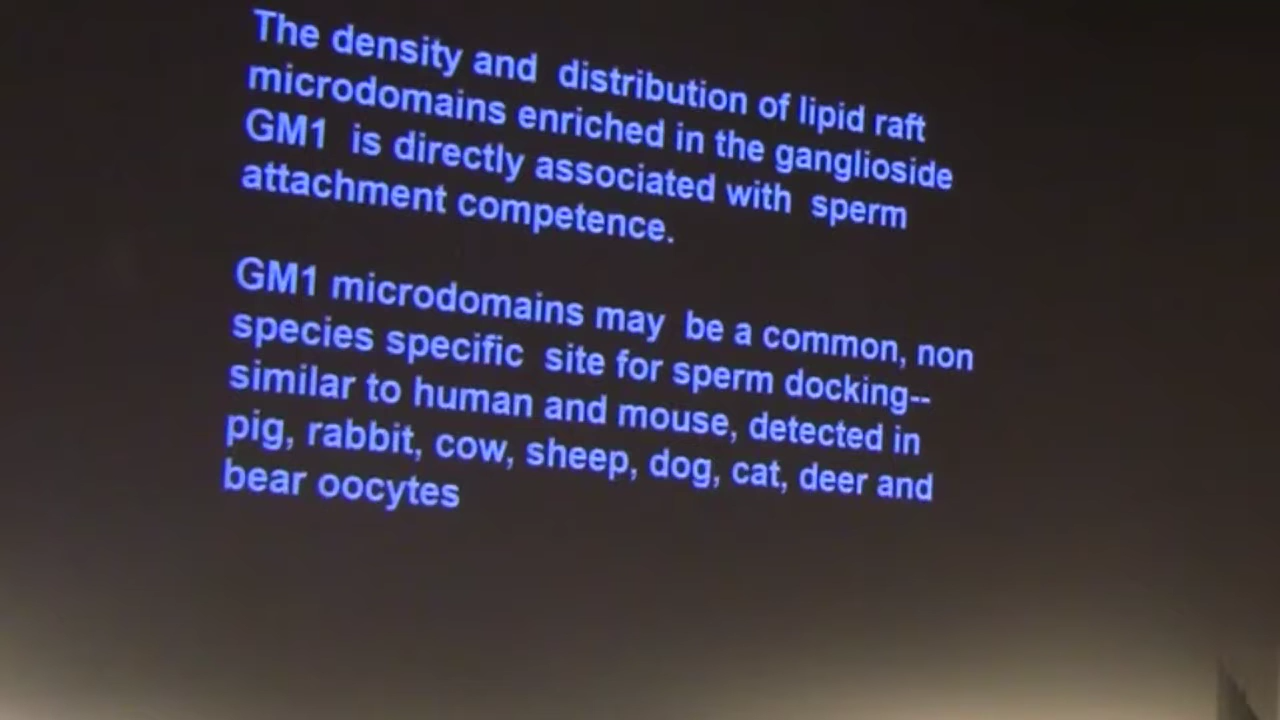 The density and distribution of lipid raft
microdomains enriched in the ganglioside
GM1 is directly associated with sperm
attachment competence.
GM1 microdomains may be a common, non
species specific site for sperm docking--
similar to human and mouse, detected in
pig, rabbit, cow, sheep, dog, cat, deer and
bear oocytes